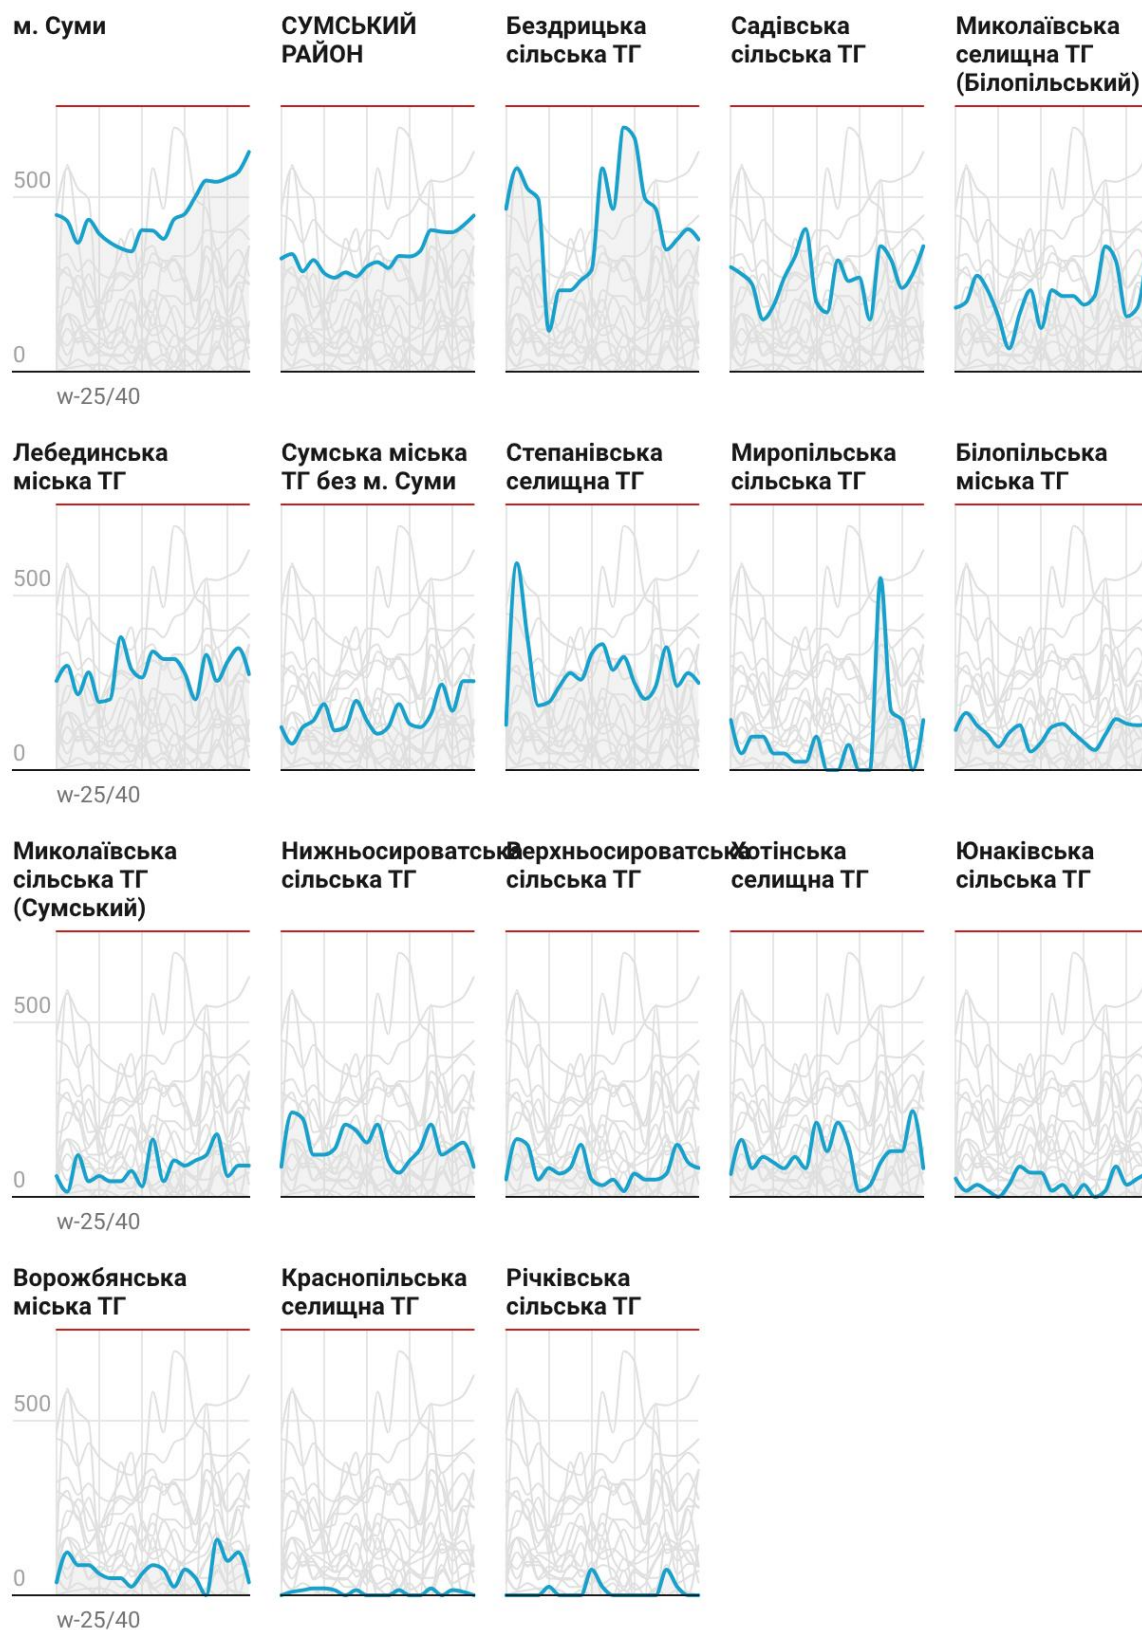 м. Суми
СУМСЬКИЙ
РАЙОН
Бездрицька
сільська ТГ
Садівська
сільська ТГ
Миколаївська
селищна ТГ
(Білопільський)
500
0
w-25/40
Лебединська
міська ТГ
Сумська міська
ТГ без м. Суми
Степанівська
селищна ТГ
Миропільська
сільська ТГ
Білопільська
міська ТГ
500
0
w-25/40
Миколаївська
сільська ТГ
(Сумський)
Нижньосироватська
сільська ТГ
Верхньосироватська
сільська ТГ
Хотінська
селищна ТГ
Юнаківська
сільська ТГ
500
0
w-25/40
Ворожбянська
міська ТГ
Краснопільська
селищна ТГ
Річківська
сільська ТГ
500
0
w-25/40